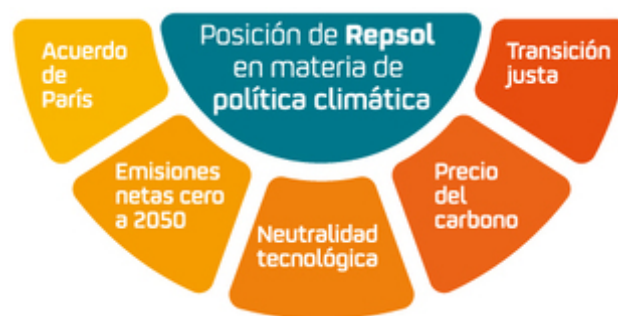 Posición de Repsol
en materia de
política climática
Acuerdo
de
París
Emisiones
netas cero
a 2050
Neutralidad
tecnológica
Precio
del
carbono
Transición
justa